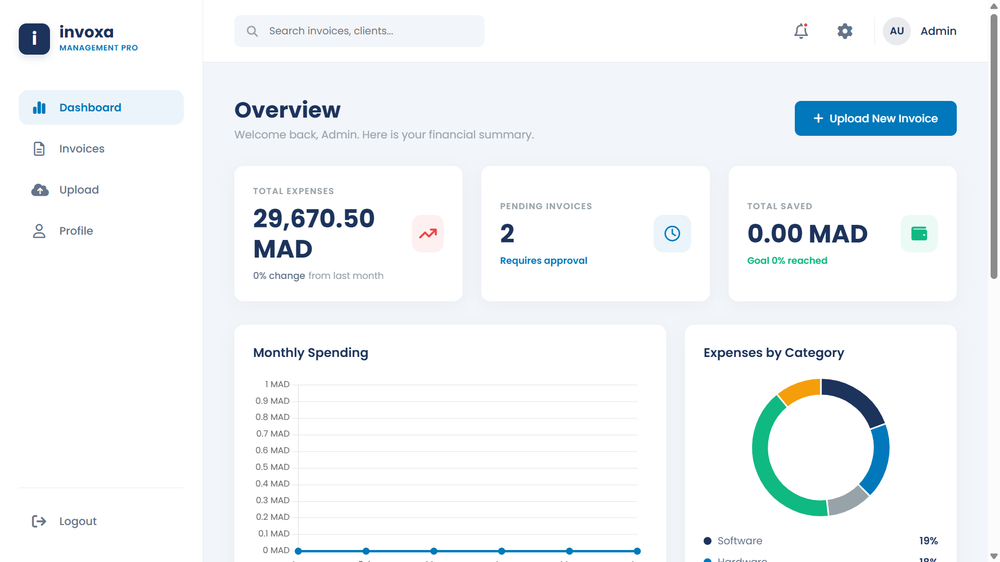 i
invoxa
MANAGEMENT PRO
Dashboard
Invoices
Upload
Profile
Logout
Search invoices, clients...
AU
Admin
Overview
Welcome back, Admin. Here is your financial summary.
+ Upload New Invoice
TOTAL EXPENSES
29,670.50
MAD
0% change from last month
PENDING INVOICES
2
Requires approval
TOTAL SAVED
0.00 MAD
Goal 0% reached
Monthly Spending
1 MAD
0.9 MAD
0.8 MAD
0.7 MAD
0.6 MAD
0.5 MAD
0.4 MAD
0.3 MAD
0.2 MAD
0.1 MAD
0 MAD
Expenses by Category
Software 19%
Hardware 18%